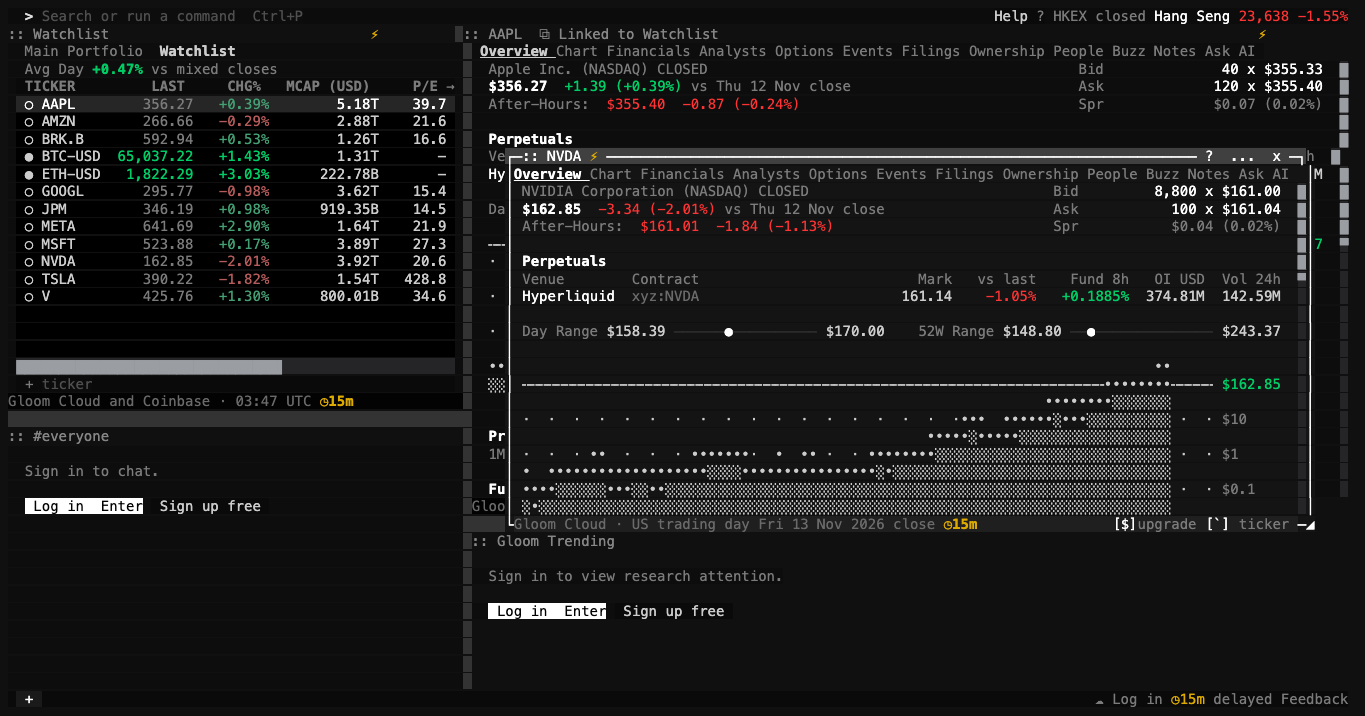 > Search or run a command  Ctrl+P
Help ? HKEX closed Hang Seng 23,638 -1.55%
:: Watchlist ⚡
Main Portfolio  Watchlist
Avg Day +0.47% vs mixed closes
TICKER  LAST  CHG%  MCAP (USD)  P/E →
○ AAPL  356.27  +0.39%  5.18T  39.7
○ AMZN  266.66  -0.29%  2.88T  21.6
○ BRK.B  592.94  +0.53%  1.26T  16.6
● BTC-USD  65,037.22  +1.43%  1.31T  —
● ETH-USD  1,822.29  +3.03%  222.78B  —
○ GOOGL  295.77  -0.98%  3.62T  15.4
○ JPM  346.19  +0.98%  919.35B  14.5
○ META  641.69  +2.90%  1.64T  21.9
○ MSFT  523.88  +0.17%  3.89T  27.3
○ NVDA  162.85  -2.01%  3.92T  20.6
○ TSLA  390.22  -1.82%  1.54T  428.8
○ V  425.76  +1.30%  800.01B  34.6
+ ticker
Gloom Cloud and Coinbase · 03:47 UTC ◷15m
:: #everyone
Sign in to chat.
Log in  Enter  Sign up free
:: AAPL  Linked to Watchlist ⚡
Overview Chart Financials Analysts Options Events Filings Ownership People Buzz Notes Ask AI
Apple Inc. (NASDAQ) CLOSED  Bid  40 x $355.33
$356.27  +1.39 (+0.39%) vs Thu 12 Nov close  Ask  120 x $355.40
After-Hours:  $355.40  -0.87 (-0.24%)  Spr  $0.07 (0.02%)
Perpetuals
Ve  h
Hy  M
Da
7
Pr
1M
Fu
Gloo
:: NVDA ⚡  ? ... x
Overview Chart Financials Analysts Options Events Filings Ownership People Buzz Notes Ask AI
NVIDIA Corporation (NASDAQ) CLOSED  Bid  8,800 x $161.00
$162.85  -3.34 (-2.01%) vs Thu 12 Nov close  Ask  100 x $161.04
After-Hours:  $161.01  -1.84 (-1.13%)  Spr  $0.04 (0.02%)
Perpetuals
Venue  Contract  Mark  vs last  Fund 8h  OI USD  Vol 24h
Hyperliquid  xyz:NVDA  161.14  -1.05%  +0.1885%  374.81M  142.59M
Day Range $158.39  $170.00  52W Range $148.80  $243.37
$162.85
$10
$1
$0.1
Gloom Cloud · US trading day Fri 13 Nov 2026 close ◷15m  [$]upgrade [`] ticker
:: Gloom Trending
Sign in to view research attention.
Log in  Enter  Sign up free
+
☁ Log in ◷15m delayed Feedback